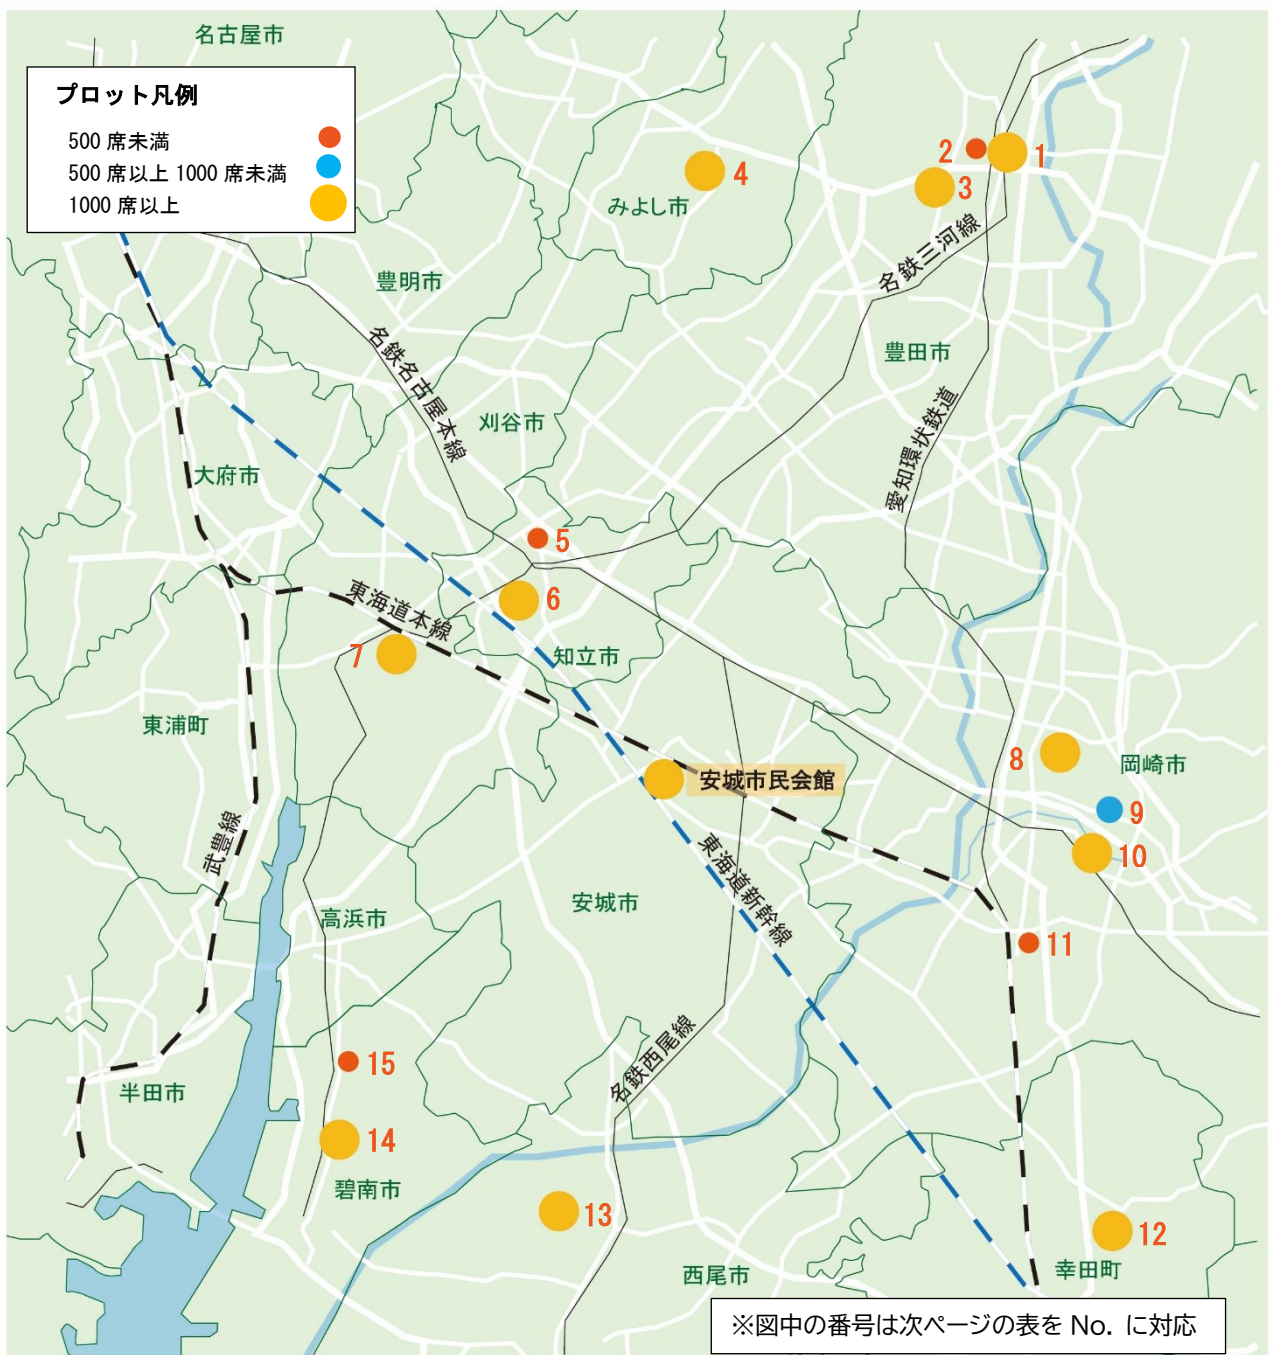 名古屋市
プロット凡例
500 席未満
500 席以上 1000 席未満
1000 席以上
2
1
3
4
みよし市
名鉄三河線
豊明市
名鉄名古屋本線
豊田市
愛知環状鉄道
刈谷市
大府市
5
東海道本線
6
7
知立市
東浦町
8
岡崎市
安城市民会館
9
武豊線
東海道新幹線
10
安城市
高浜市
11
名鉄西尾線
15
半田市
14
碧南市
13
12
西尾市
幸田町
※図中の番号は次ページの表を No. に対応